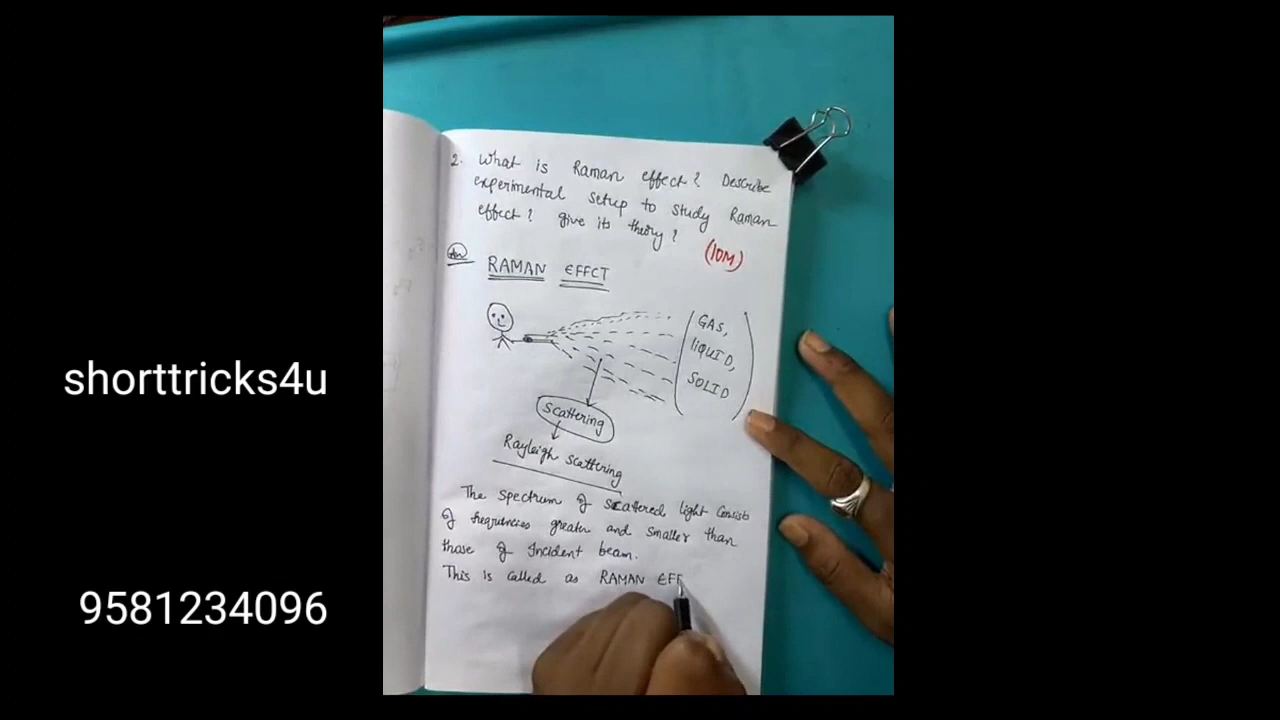 2. What is Raman effect? Describe
experimental setup to study Raman
effect? give its theory?
(10M)
Ans
RAMAN EFFCT
GAS,
LIQUID,
SOLID
Scattering
Rayleigh Scattering
The Spectrum of Scattered light Consists
of frequencies greater and smaller than
those of Incident beam.
This is called as RAMAN EFF
shorttricks4u
9581234096